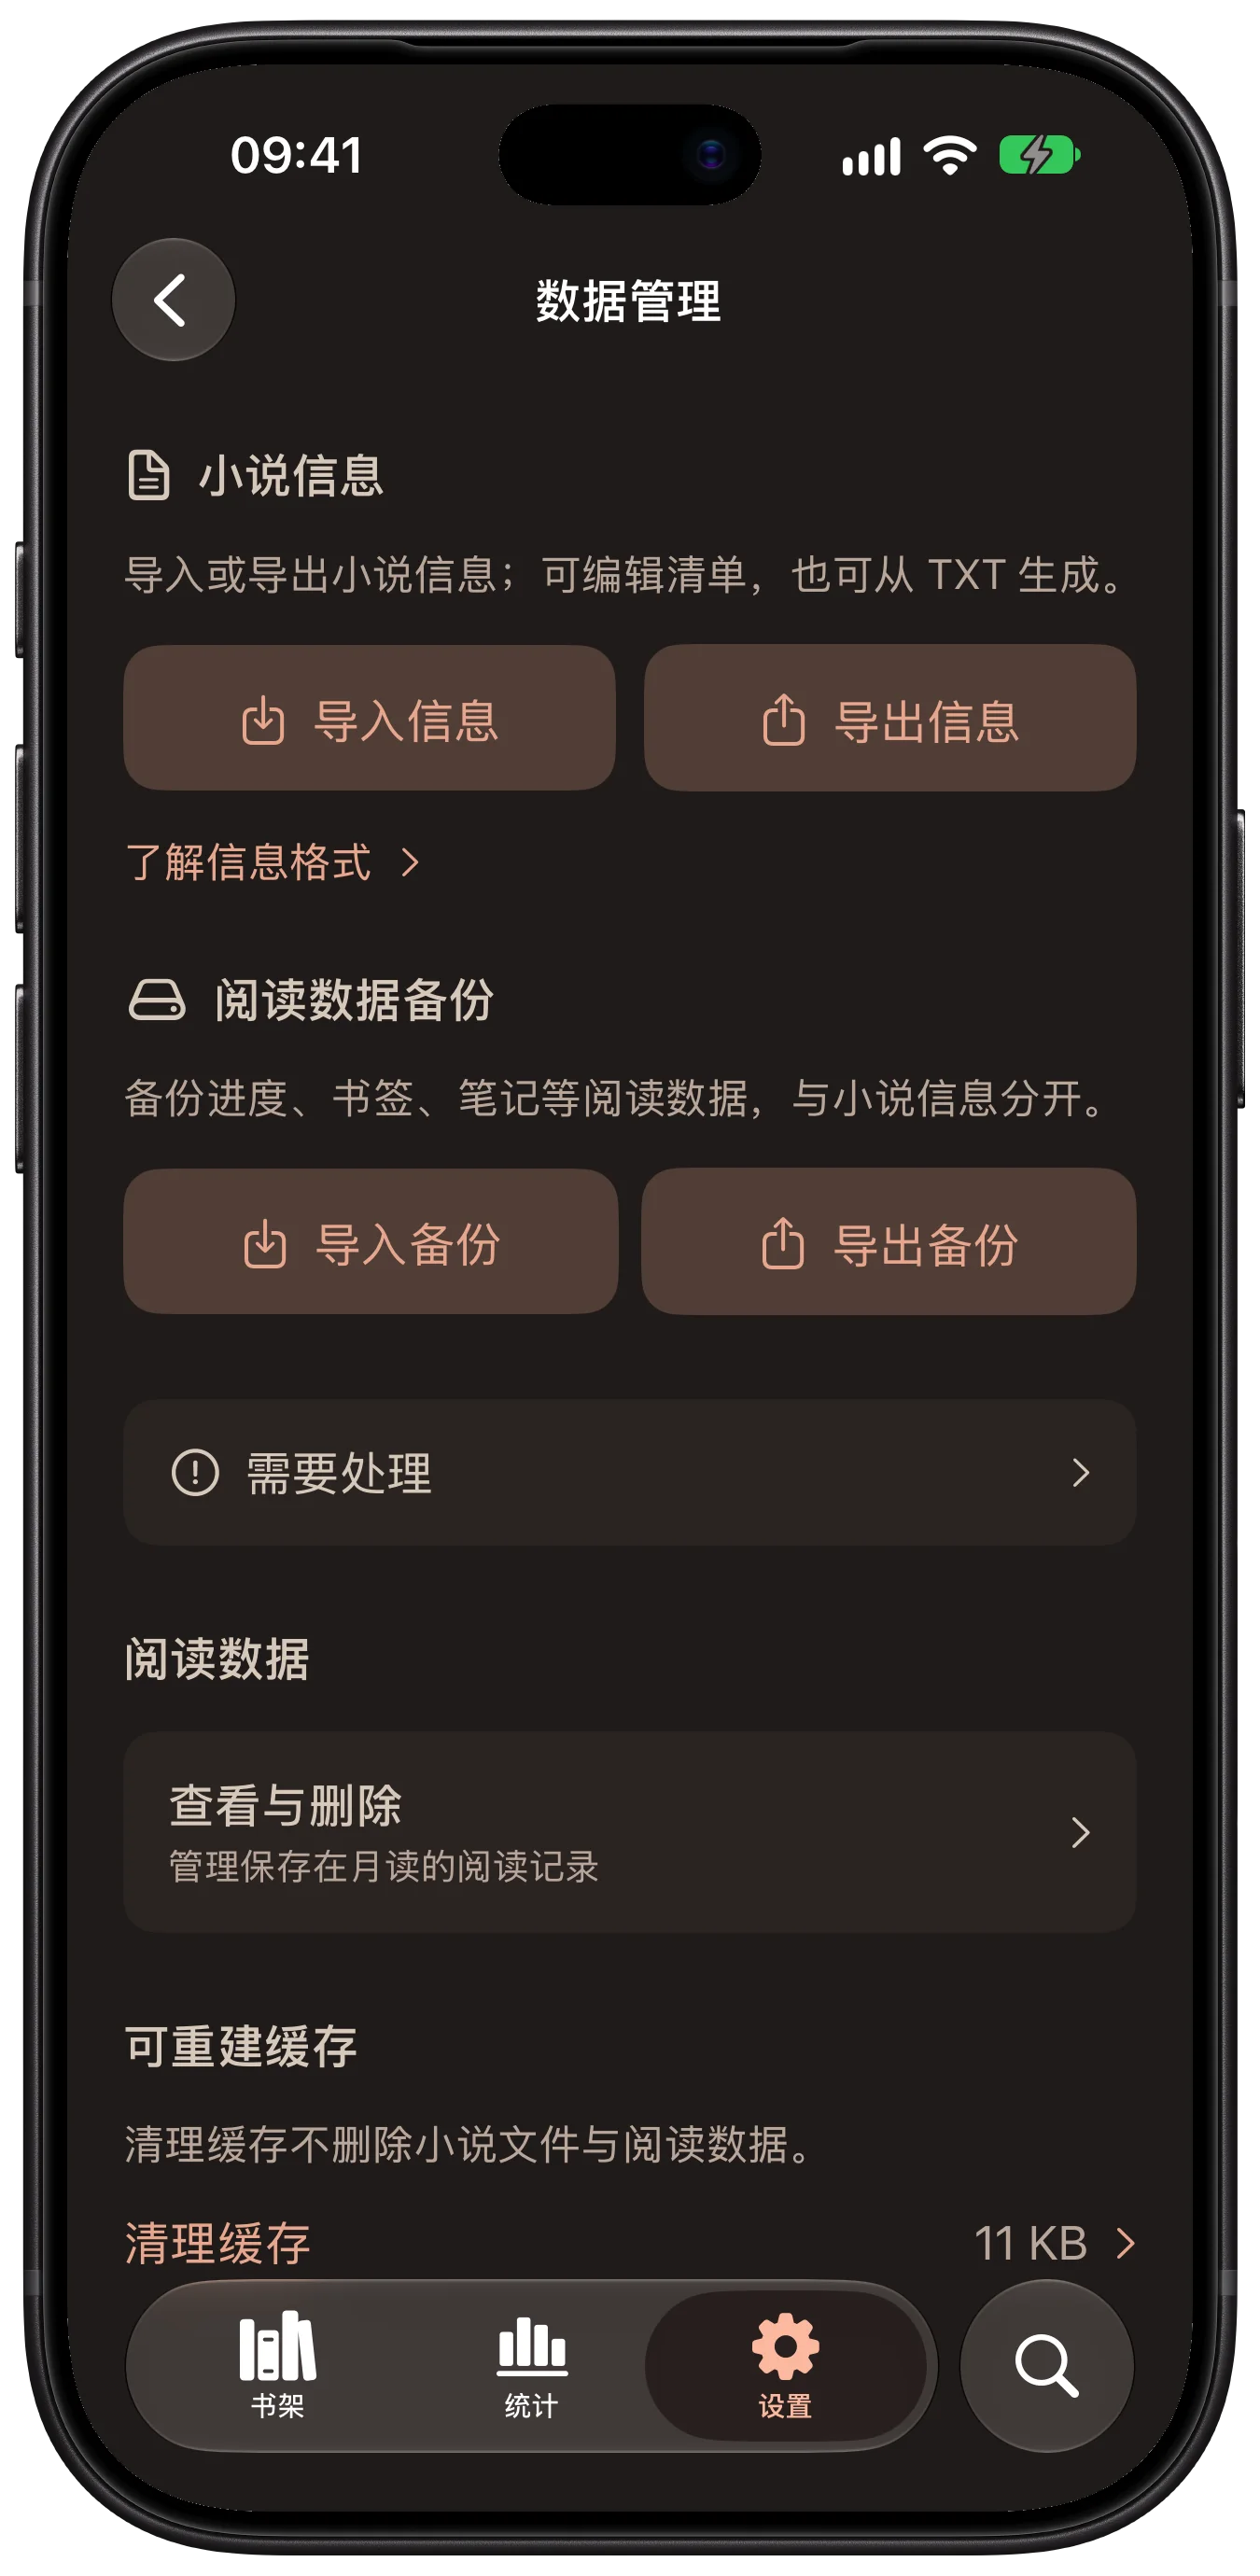 09:41
数据管理
小说信息
导入或导出小说信息；可编辑清单，也可从 TXT 生成。
导入信息
导出信息
了解信息格式
阅读数据备份
备份进度、书签、笔记等阅读数据，与小说信息分开。
导入备份
导出备份
需要处理
阅读数据
查看与删除
管理保存在月读的阅读记录
可重建缓存
清理缓存不删除小说文件与阅读数据。
清理缓存 11 KB
书架
统计
设置